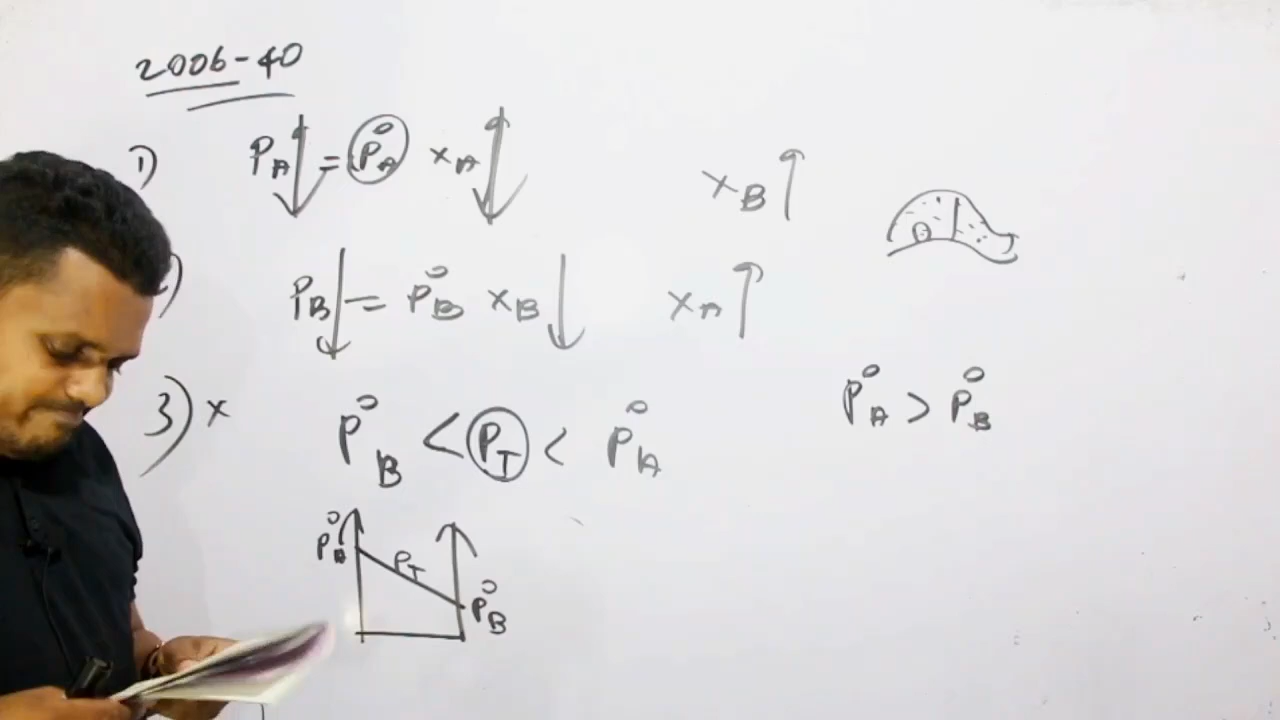 2006-40
1) P_A ↓ = P°_A x_A ↓ x_B ↑
) P_B ↓ = P°_B x_B ↓ x_A ↑
3) × P°_B < P_T < P°_A
P°_A > P°_B
P°_A P_T P°_B